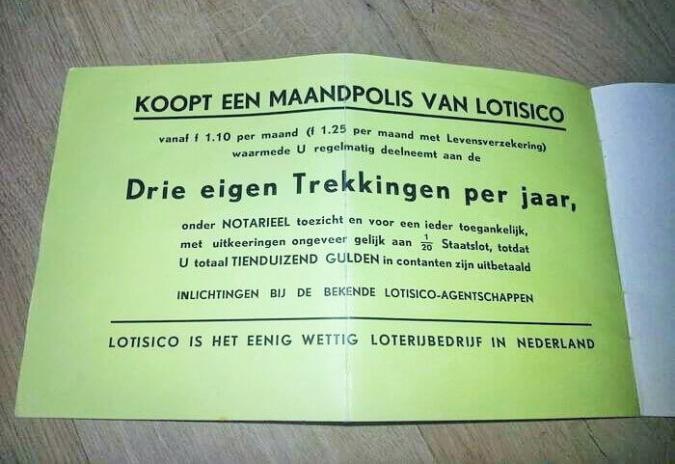 KOOPT EEN MAANDPOLIS VAN LOTISICO
vanaf f 1.10 per maand (f 1.25 per maand met Levensverzekering)
waarmede U regelmatig deelneemt aan de
Drie eigen Trekkingen per jaar,
onder NOTARIEEL toezicht en voor een ieder toegankelijk,
met uitkeeringen ongeveer gelijk aan 1/20 Staatslot, totdat
U totaal TIENDUIZEND GULDEN in contanten zijn uitbetaald
INLICHTINGEN BIJ DE BEKENDE LOTISICO-AGENTSCHAPPEN
LOTISICO IS HET EENIG WETTIG LOTERIJBEDRIJF IN NEDERLAND